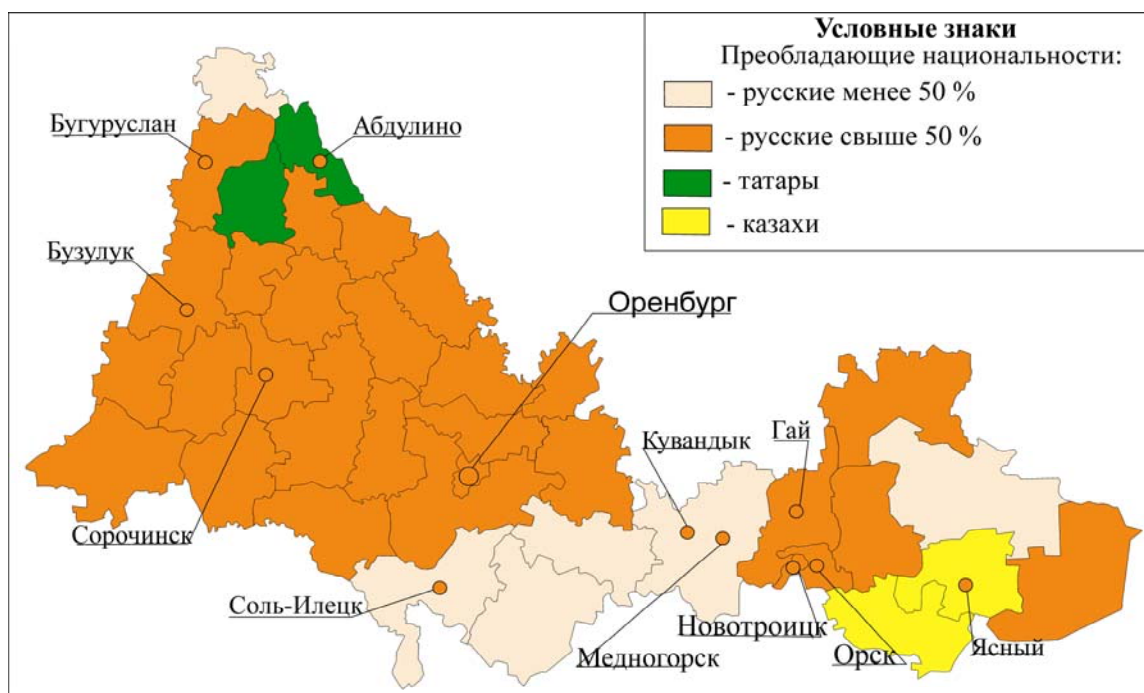 Условные знаки
Преобладающие национальности:
- русские менее 50 %
- русские свыше 50 %
- татары
- казахи
Бугуруслан
Абдулино
Бузулук
Оренбург
Кувандык
Гай
Сорочинск
Соль-Илецк
Новотроицк
Медногорск
Орск
Ясный